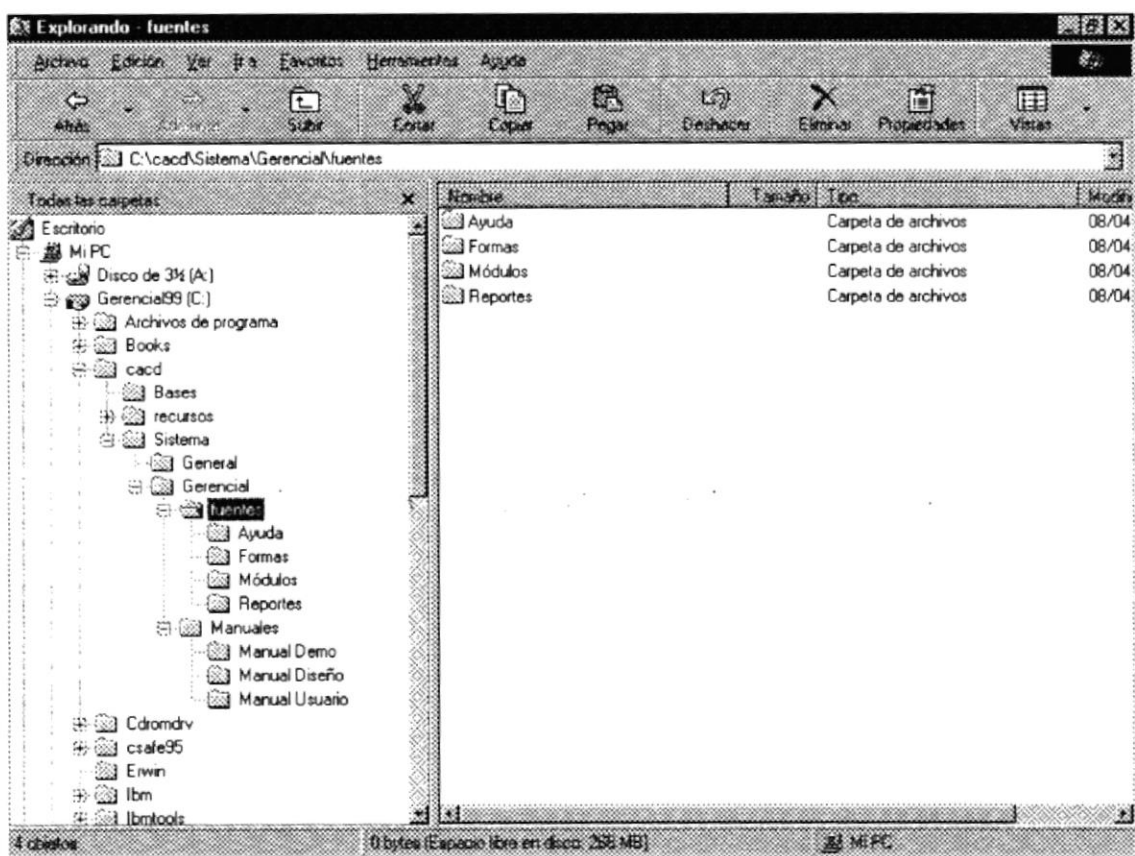 Explorando - fuentes
Archivo Edición Ver Ir a Favoritos Herramientas Ayuda
Atrás Adelante Subir Cortar Copiar Pegar Deshacer Eliminar Propiedades Vistas
Dirección C:\cacd\Sistema\Gerencial\fuentes
Todas las carpetas
Nombre Tamaño Tipo
Escritorio
Mi PC
Disco de 3½ (A:)
Gerencial99 (C:)
Archivos de programa
Books
cacd
Bases
recursos
Sistema
General
Gerencial
fuentes
Ayuda
Formas
Módulos
Reportes
Manuales
Manual Demo
Manual Diseño
Manual Usuario
Cdromdrv
csafe95
Erwin
Ibm
Ibmtools
Ayuda Carpeta de archivos 08/04
Formas Carpeta de archivos 08/04
Módulos Carpeta de archivos 08/04
Reportes Carpeta de archivos 08/04
4 objetos 0 bytes (Espacio libre en disco: 268 MB) Mi PC